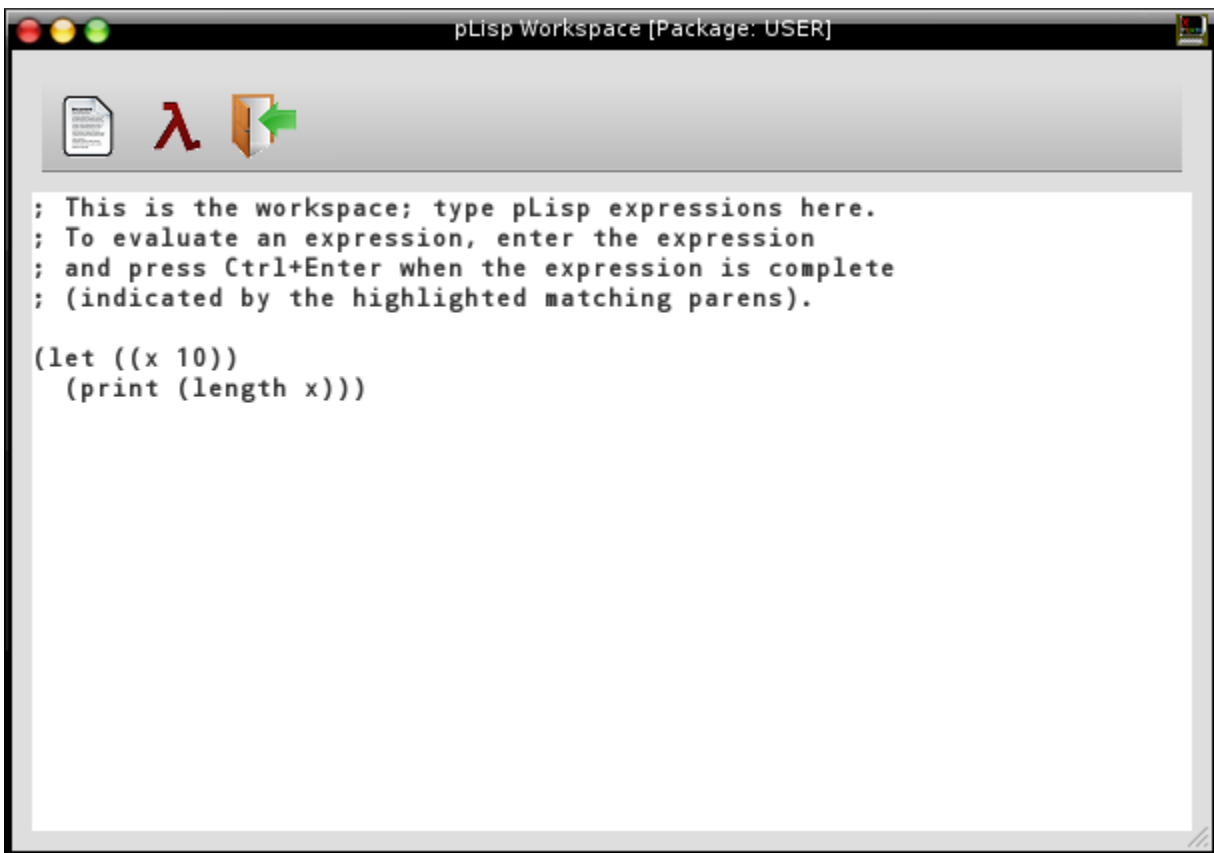 pLisp Workspace [Package: USER]
λ
; This is the workspace; type pLisp expressions here.
; To evaluate an expression, enter the expression
; and press Ctrl+Enter when the expression is complete
; (indicated by the highlighted matching parens).
(let ((x 10))
  (print (length x)))